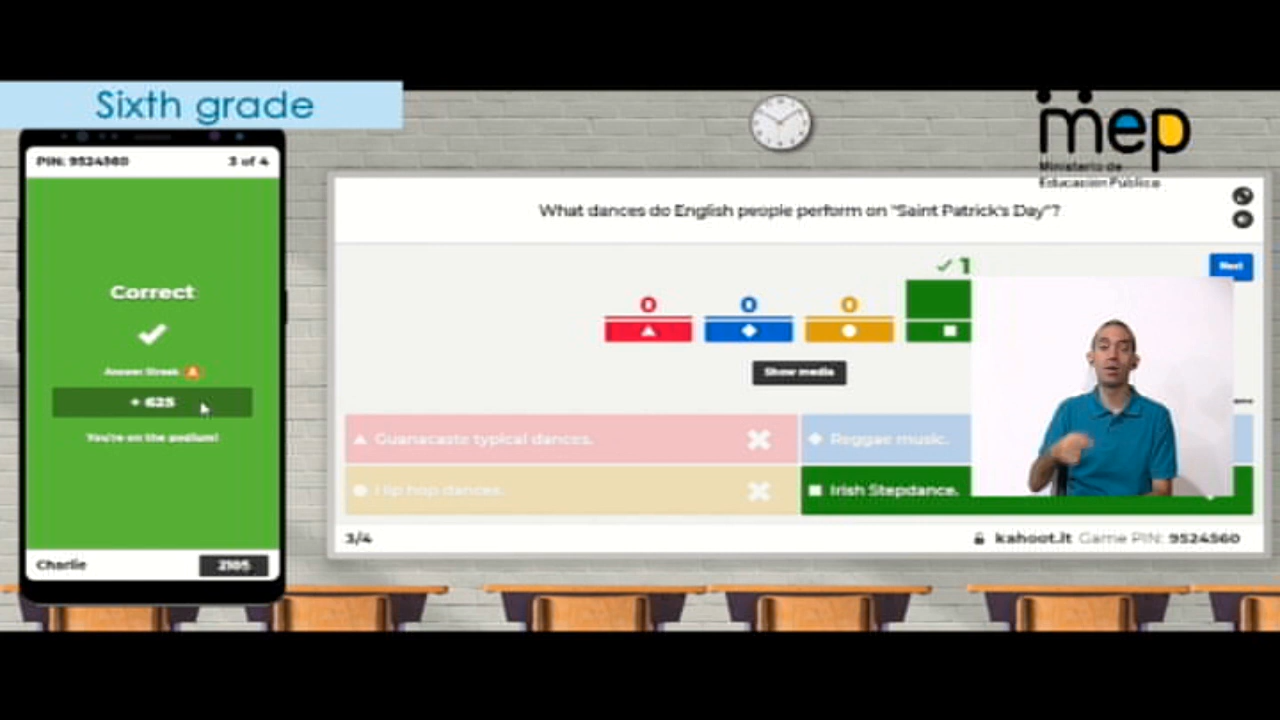 Sixth grade
mep
Ministerio de
Educación Pública
PIN: 9524560
3 of 4
Correct
Answer Streak
+ 625
You're on the podium!
Charlie
2105
What dances do English people perform on "Saint Patrick's Day"?
Next
0
0
0
1
Show media
Guanacaste typical dances.
Reggae music.
Hip hop dances.
Irish Stepdance.
3/4
kahoot.it Game PIN: 9524560